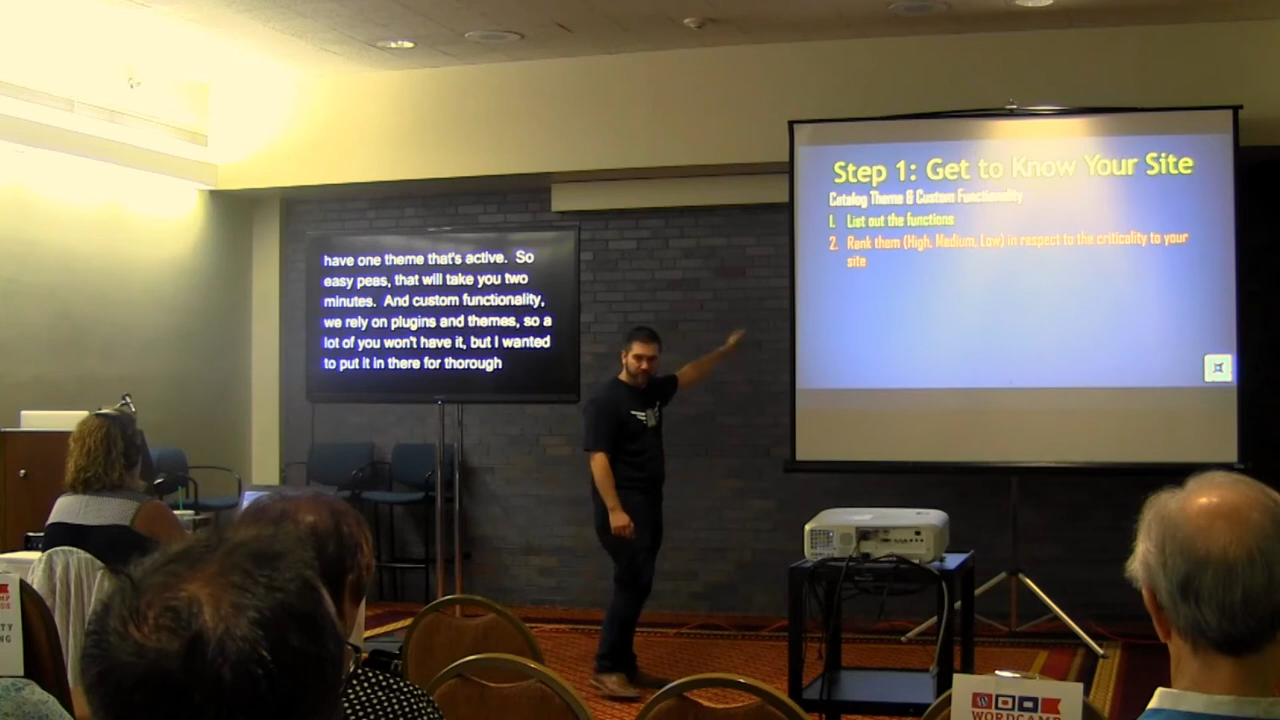 have one theme that's active. So
easy peas, that will take you two
minutes. And custom functionality,
we rely on plugins and themes, so a
lot of you won't have it, but I wanted
to put it in there for thorough
Step 1: Get to Know Your Site
Catalog Theme & Custom Functionality
1. List out the functions
2. Rank them (High, Medium, Low) in respect to the criticality to your
site
WORDCAMP